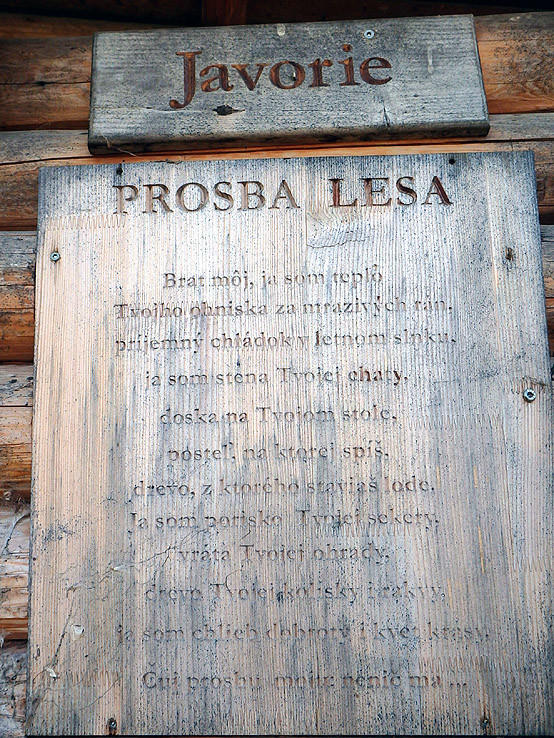 Javorie
PROSBA LESA
Brat môj, ja som teplo
Tvojho ohniska za mrazivých rán,
príjemný chládok v letnom slnku,
ja som stena Tvojej chaty,
doska na Tvojom stole,
posteľ, na ktorej spíš,
drevo, z ktorého staviaš lode.
Ja som porisko Tvojej sekery,
vráta Tvojej ohrady,
drevo Tvojej kolísky i rakvy,
ja som chlieb dobroty i kvet krásy.
Čuj prosbu moju: nenič ma ...